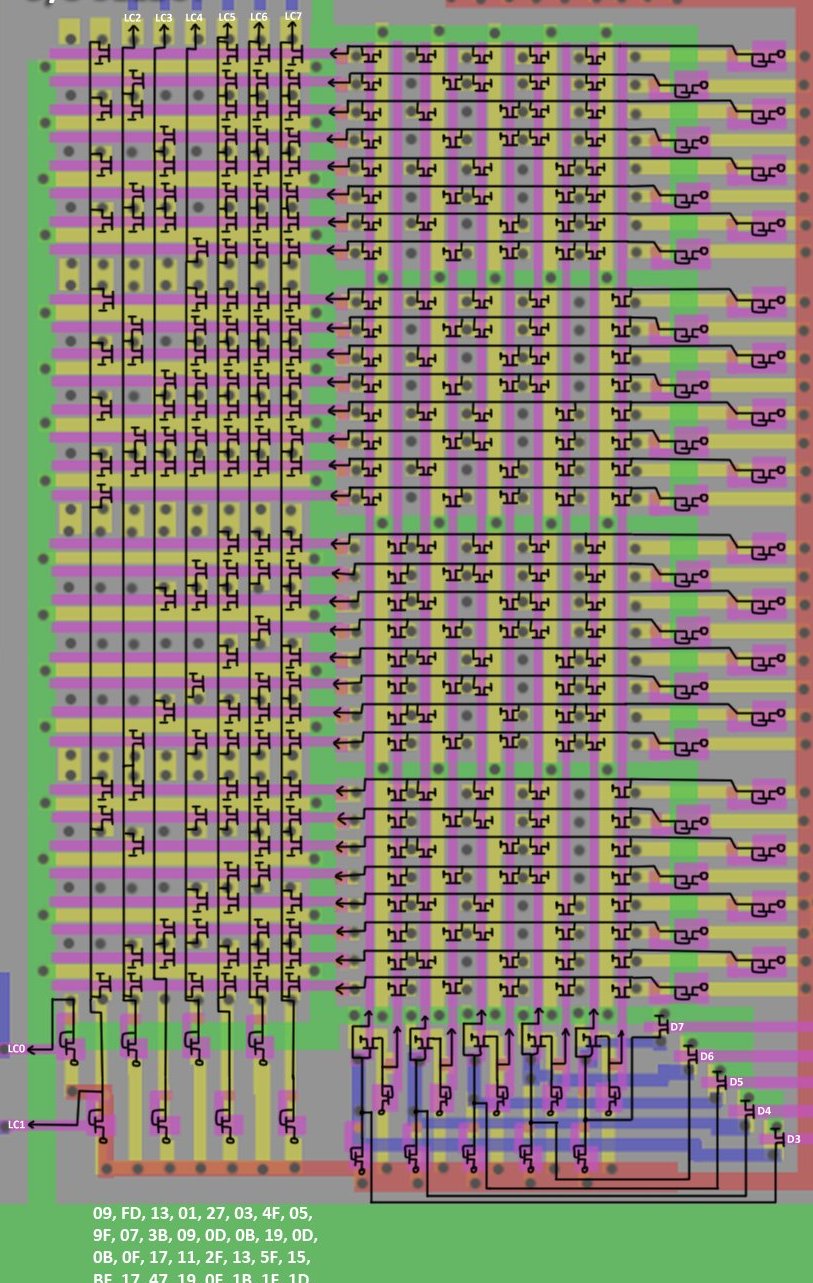 LC2 LC3 LC4 LC5 LC6 LC7
D7
LC0
D6
D5
D4
LC1
D3
09, FD, 13, 01, 27, 03, 4F, 05,
9F, 07, 3B, 09, 0D, 0B, 19, 0D,
0B, 0F, 17, 11, 2F, 13, 5F, 15,
BF, 17, 47, 19, 0F, 1B, 1F, 1D,